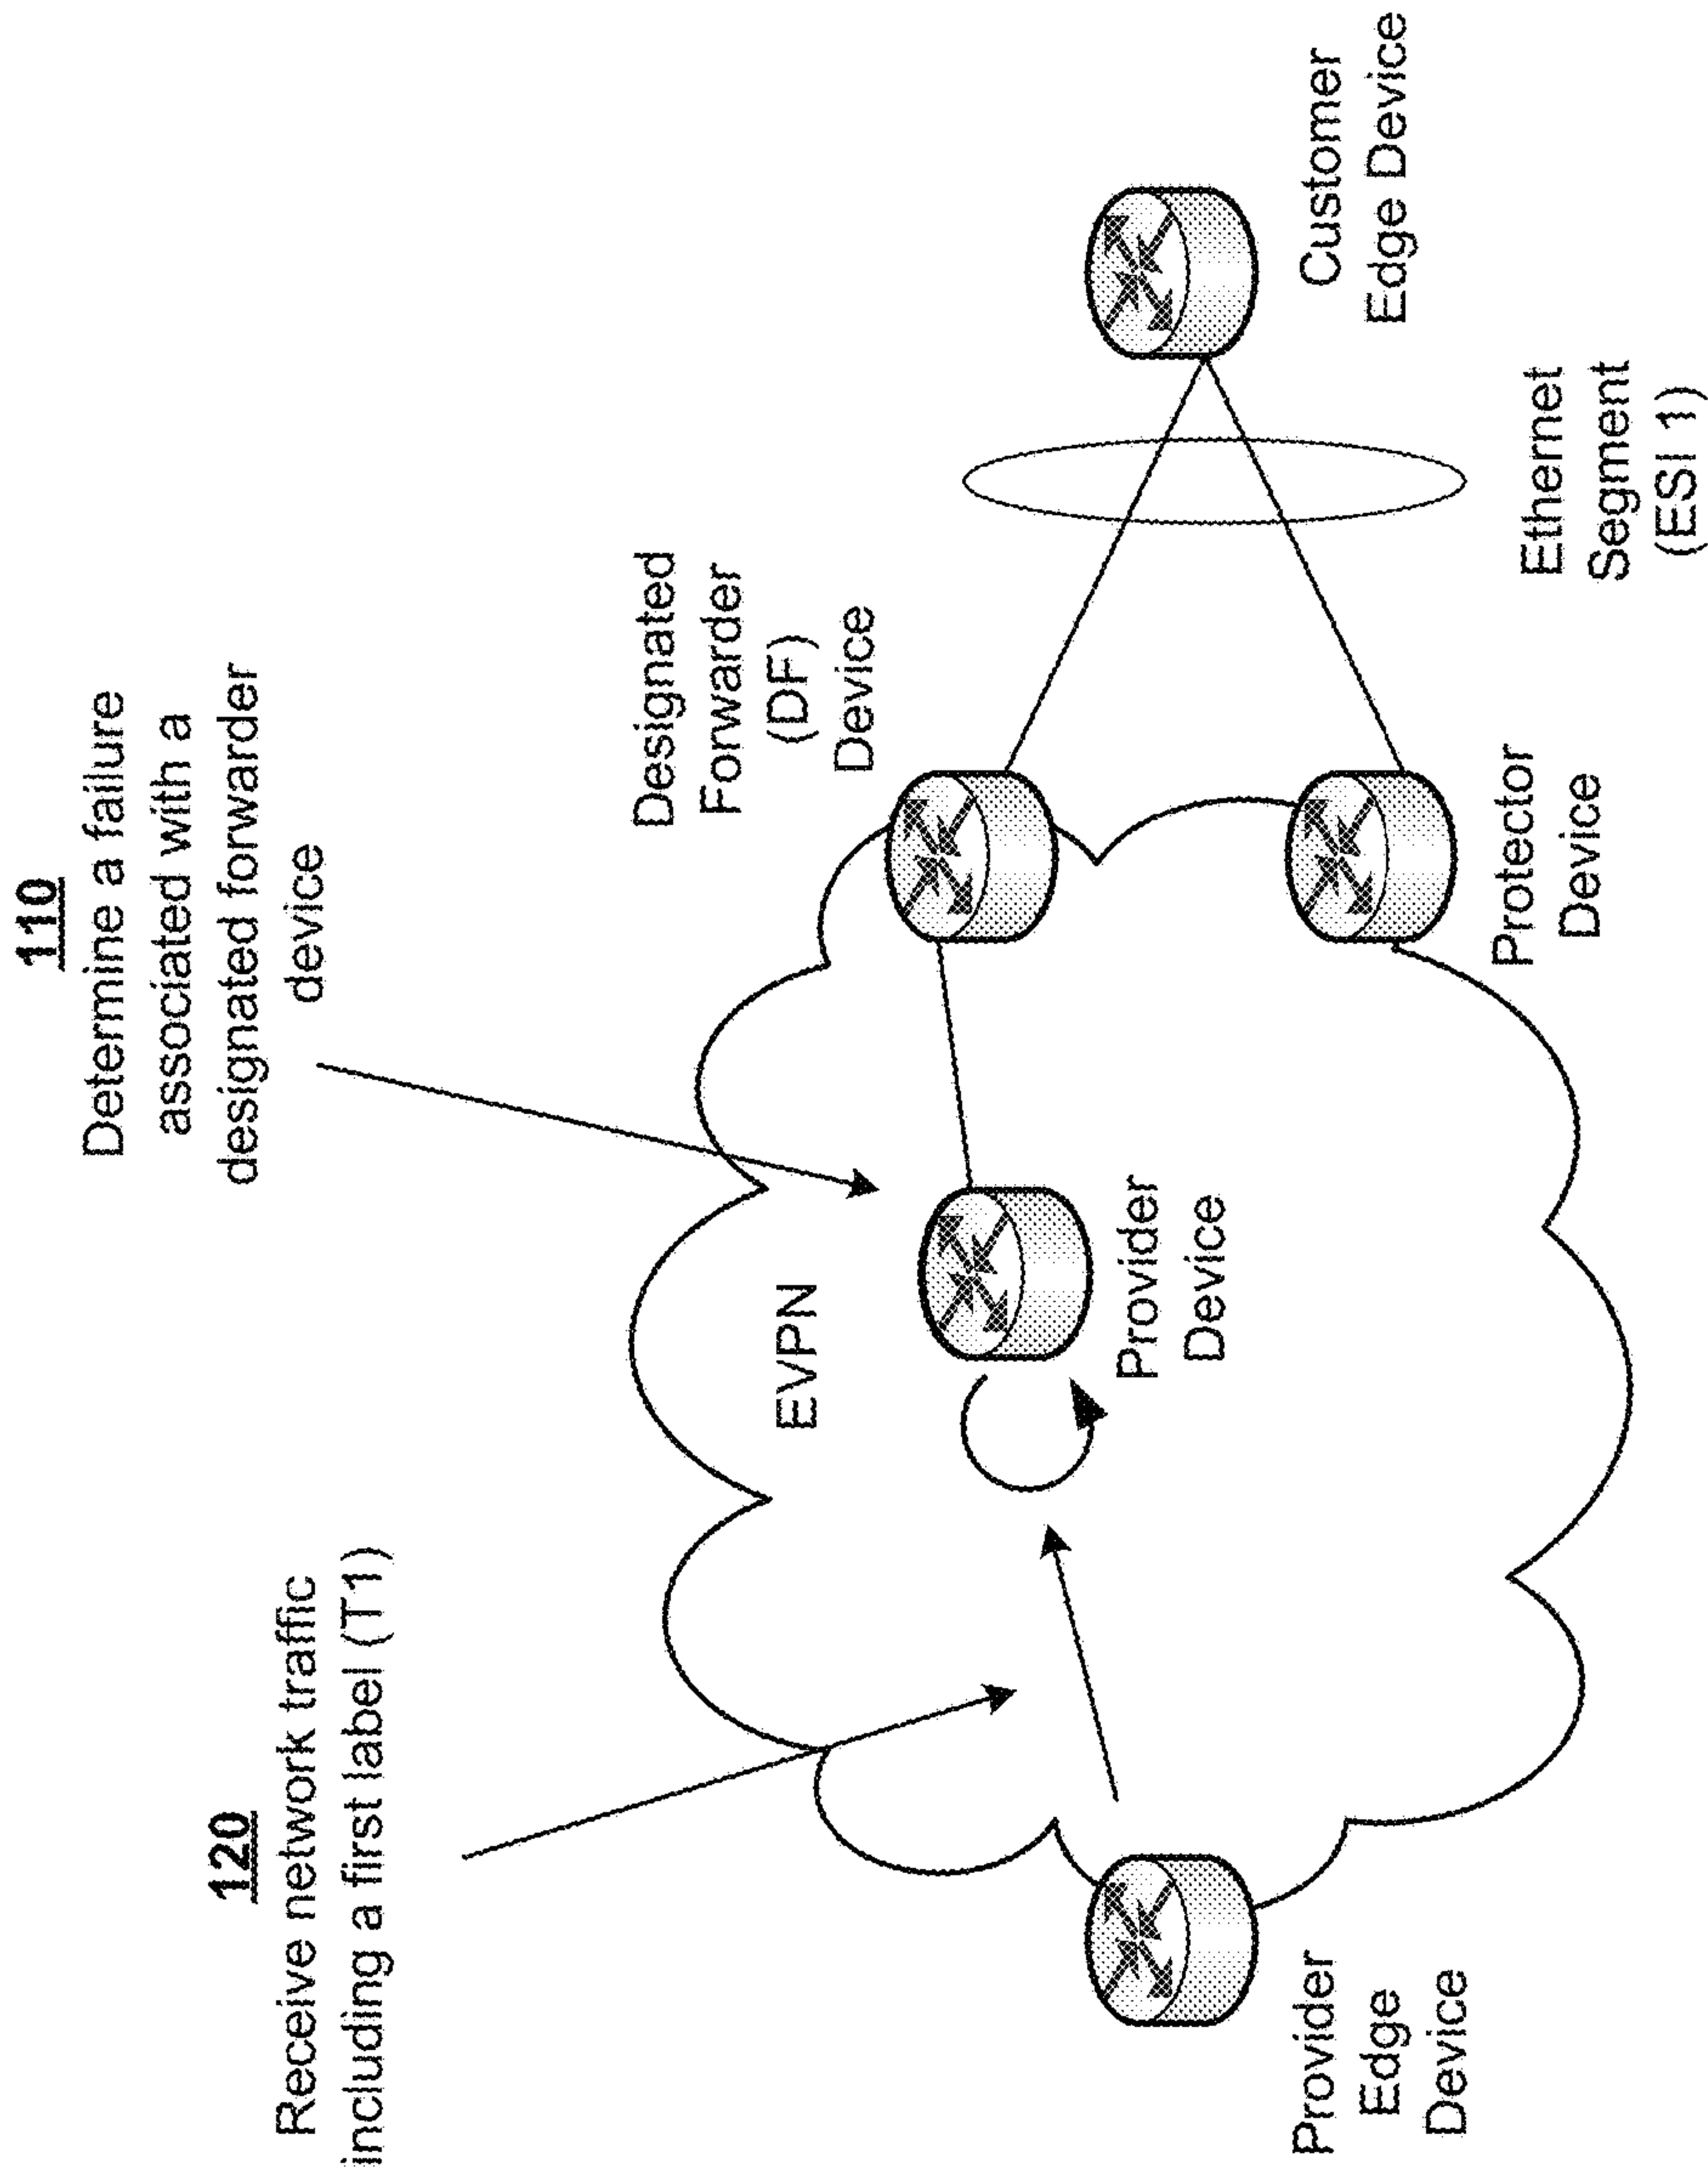 110
Determine a failure
associated with a
designated forwarder
device
120
Receive network traffic
including a first label (T1)
EVPN
Designated
Forwarder
(DF)
Device
Provider
Device
Provider
Edge
Device
Protector
Device
Customer
Edge Device
Ethernet
Segment
(ESI 1)